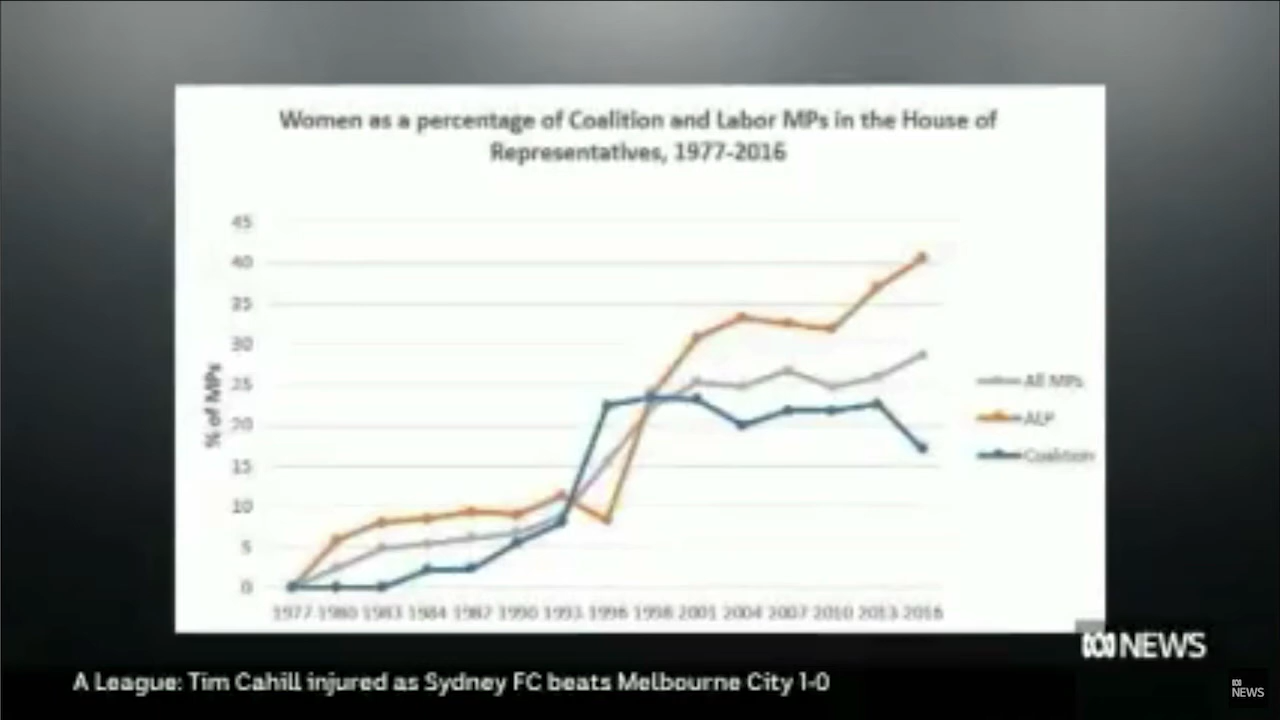 Women as a percentage of Coalition and Labor MPs in the House of
Representatives, 1977-2016
45
40
35
30
25
20
15
10
5
0
% of MPs
1977 1980 1983 1984 1987 1990 1993 1996 1998 2001 2004 2007 2010 2013 2016
All MPs
ALP
Coalition
NEWS
A League: Tim Cahill injured as Sydney FC beats Melbourne City 1-0
NEWS